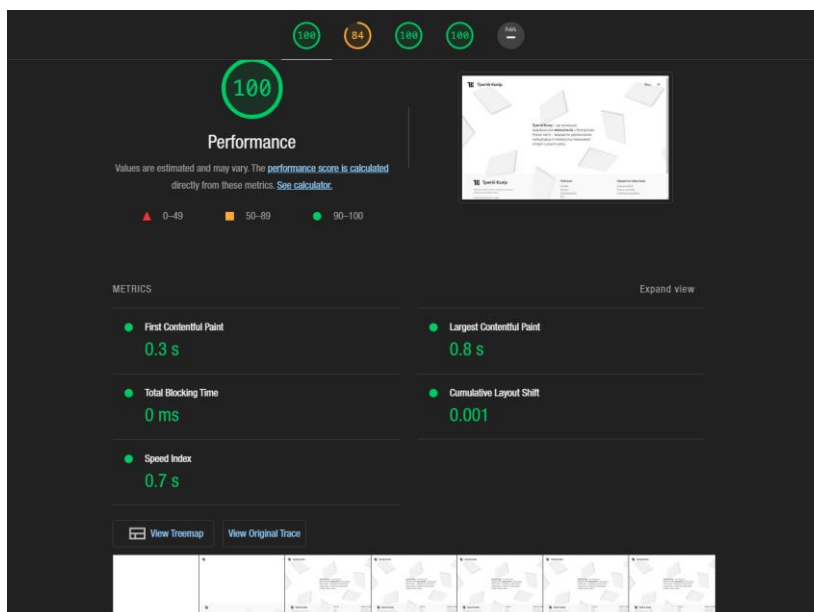 100
84
100
100
PWA
100
Performance
Values are estimated and may vary. The performance score is calculated
directly from these metrics. See calculator.
0–49
50–89
90–100
METRICS
Expand view
First Contentful Paint
0.3 s
Largest Contentful Paint
0.8 s
Total Blocking Time
0 ms
Cumulative Layout Shift
0.001
Speed Index
0.7 s
View Treemap
View Original Trace